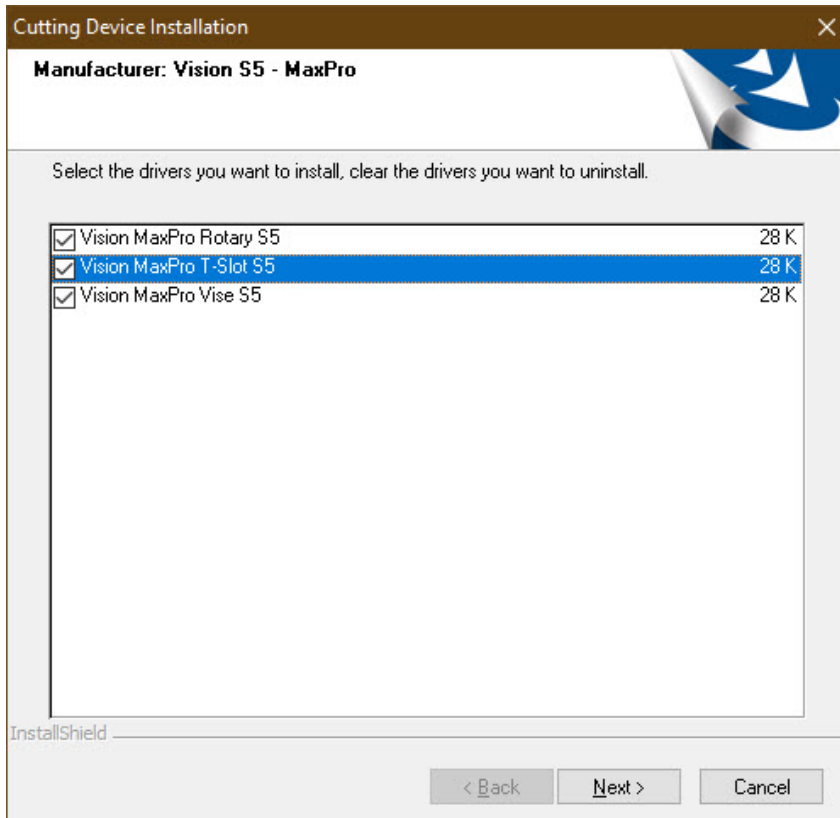 Cutting Device Installation
Manufacturer: Vision S5 - MaxPro
Select the drivers you want to install, clear the drivers you want to uninstall.
Vision MaxPro Rotary S5 28 K
Vision MaxPro T-Slot S5 28 K
Vision MaxPro Vise S5 28 K
InstallShield
< Back Next > Cancel